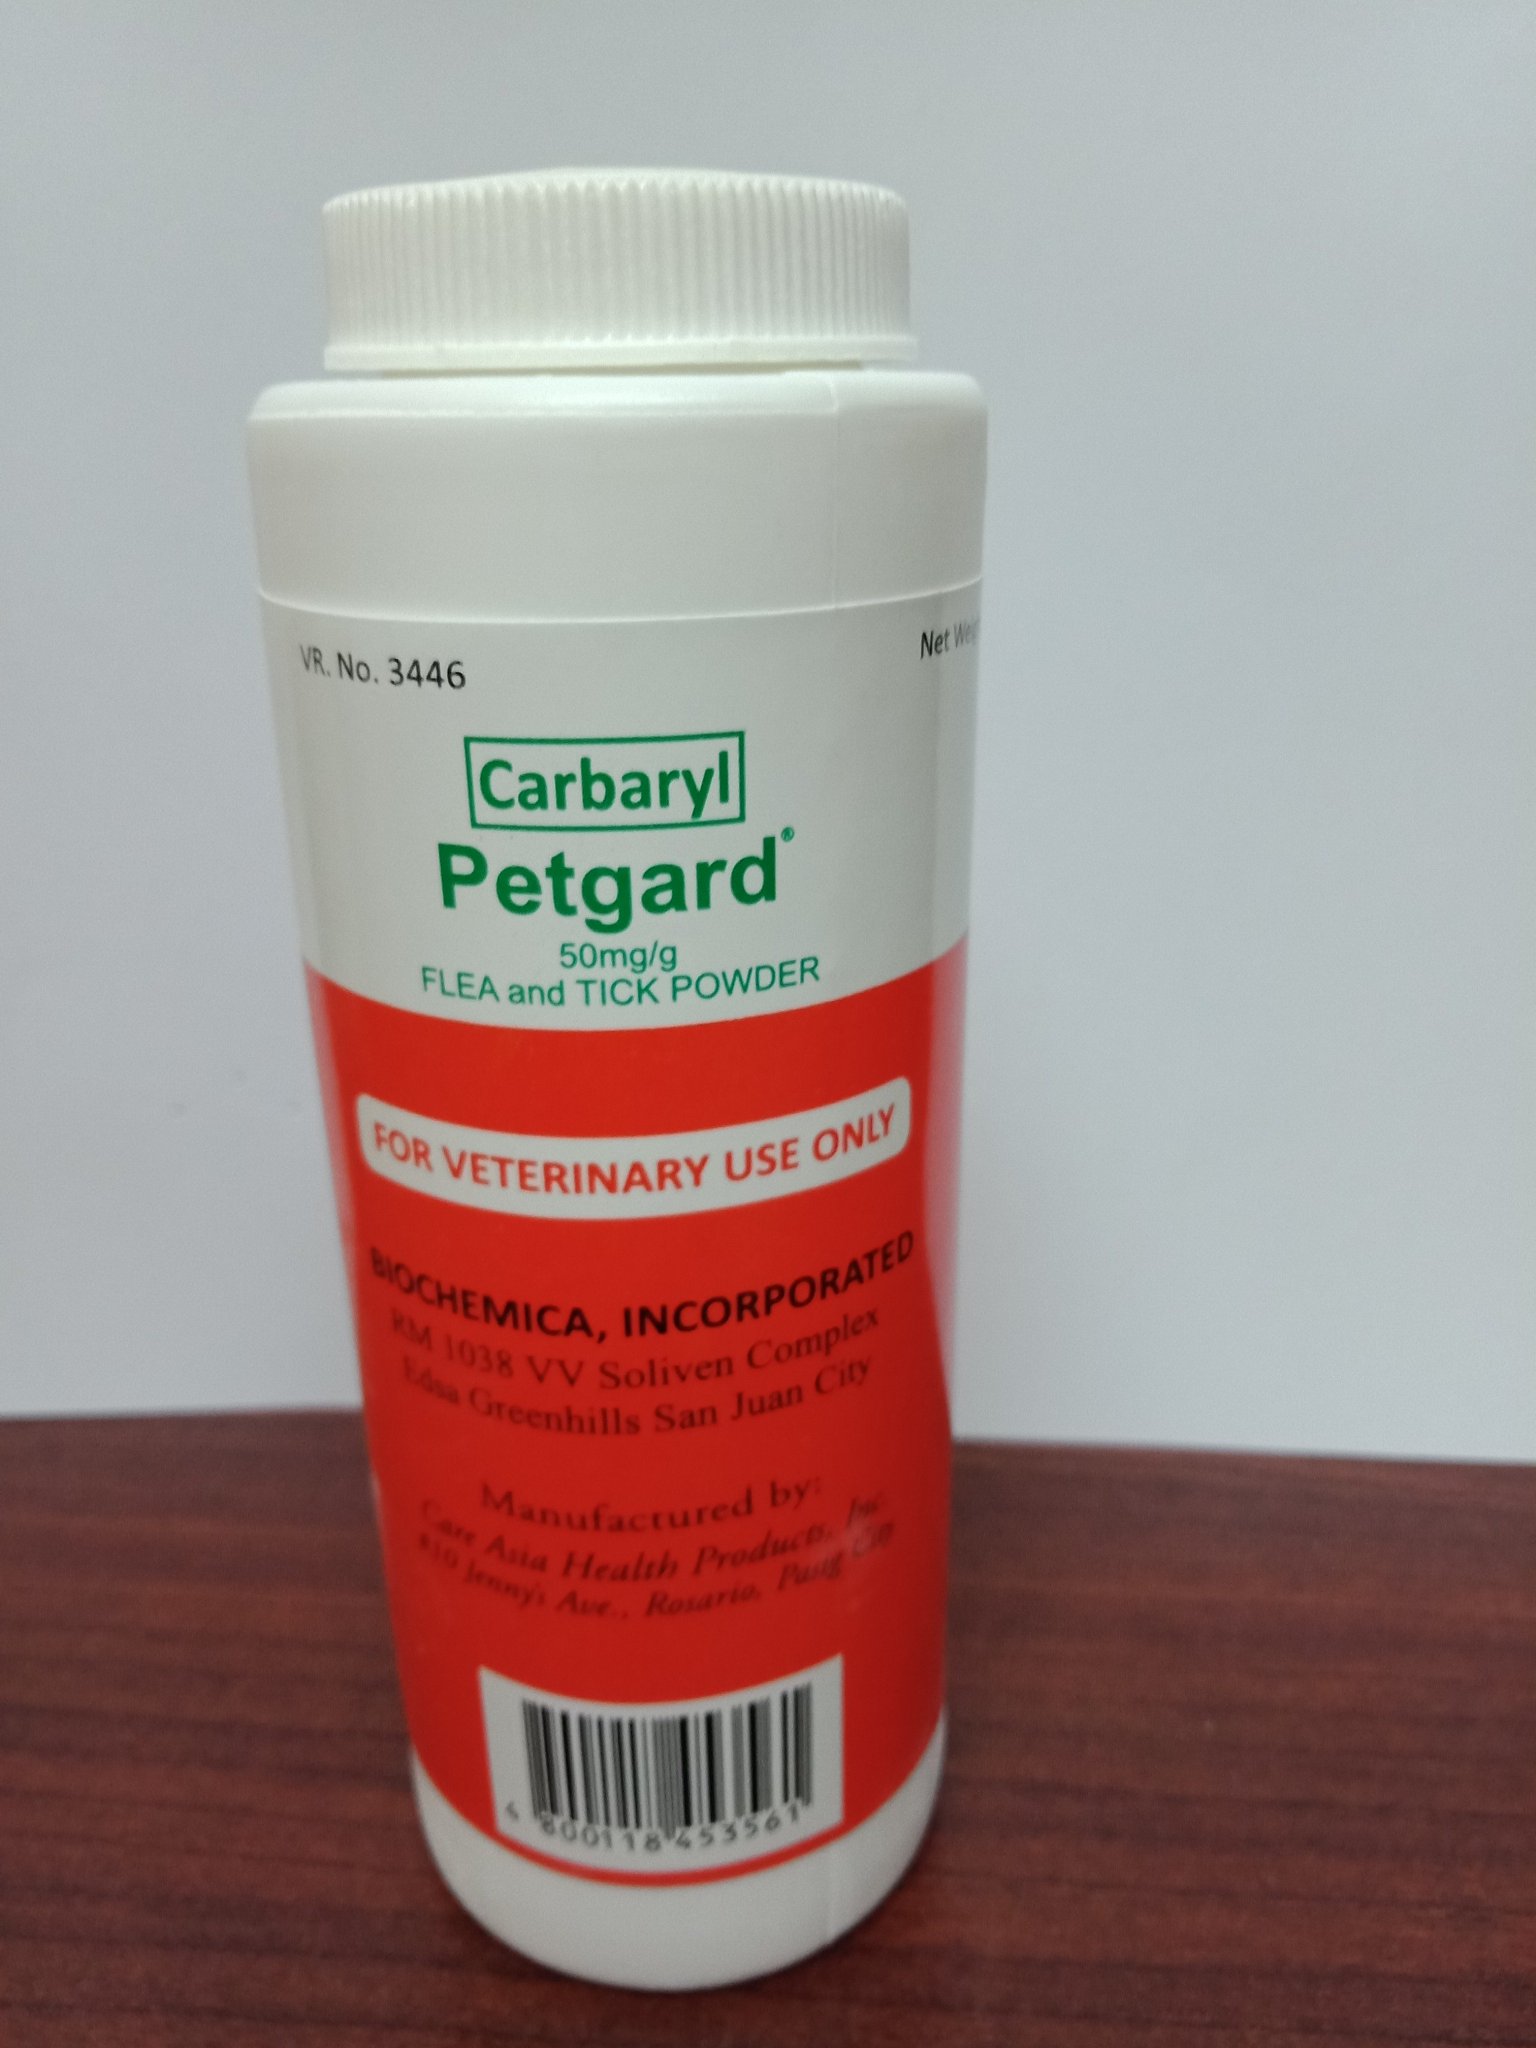 VR. No. 3446
Net
Carbaryl
Petgard®
50mg/g
FLEA and TICK POWDER
FOR VETERINARY USE ONLY
BIOCHEMICA, INCORPORATED
RM 1038 VV Soliven Complex
Edsa Greenhills San Juan City
Manufactured by:
Care Asia Health Products, Inc.
810 Jenny's Ave., Rosario, Pasig City
4 800118 453561